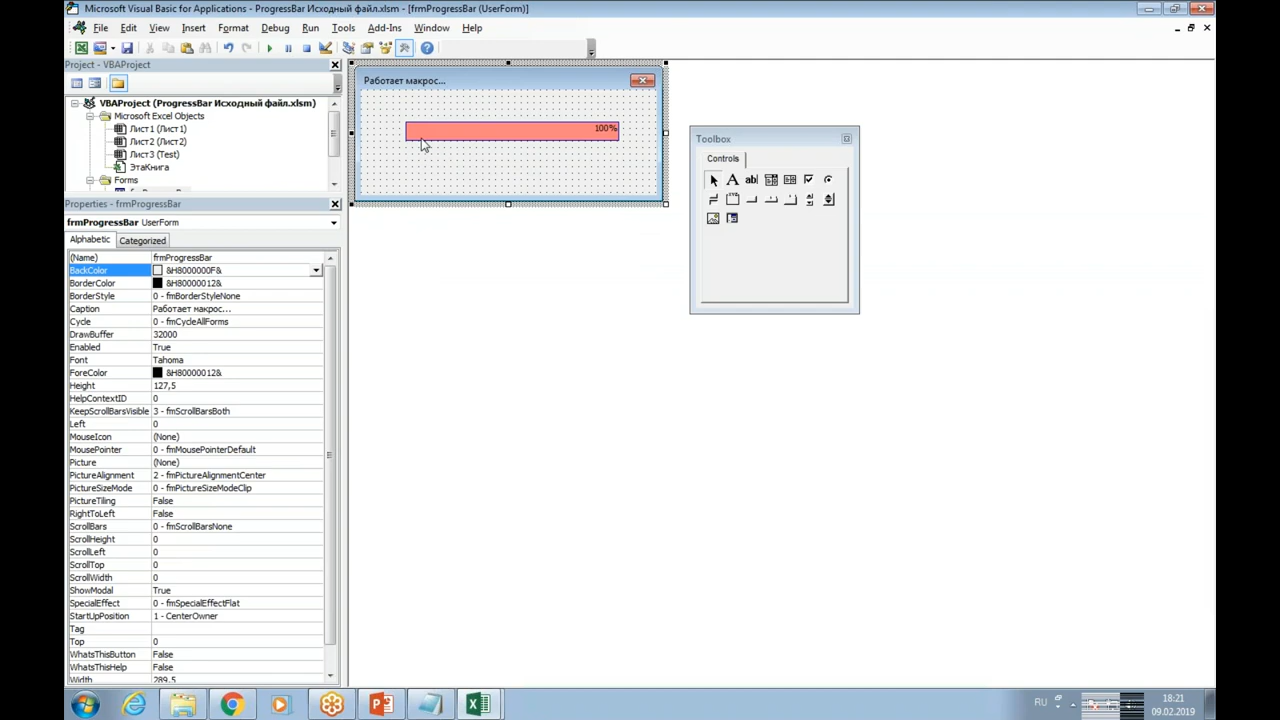 Microsoft Visual Basic for Applications - ProgressBar Исходный файл.xlsm - [frmProgressBar (UserForm)]
File Edit View Insert Format Debug Run Tools Add-Ins Window Help
Project - VBAProject
VBAProject (ProgressBar Исходный файл.xlsm)
Microsoft Excel Objects
Лист1 (Лист1)
Лист2 (Лист2)
Лист3 (Test)
ЭтаКнига
Forms
Properties - frmProgressBar
frmProgressBar UserForm
Alphabetic Categorized
(Name) frmProgressBar
BackColor &H8000000F&
BorderColor &H80000012&
BorderStyle 0 - fmBorderStyleNone
Caption Работает макрос...
Cycle 0 - fmCycleAllForms
DrawBuffer 32000
Enabled True
Font Tahoma
ForeColor &H80000012&
Height 127,5
HelpContextID 0
KeepScrollBarsVisible 3 - fmScrollBarsBoth
Left 0
MouseIcon (None)
MousePointer 0 - fmMousePointerDefault
Picture (None)
PictureAlignment 2 - fmPictureAlignmentCenter
PictureSizeMode 0 - fmPictureSizeModeClip
PictureTiling False
RightToLeft False
ScrollBars 0 - fmScrollBarsNone
ScrollHeight 0
ScrollLeft 0
ScrollTop 0
ScrollWidth 0
ShowModal True
SpecialEffect 0 - fmSpecialEffectFlat
StartUpPosition 1 - CenterOwner
Tag
Top 0
WhatsThisButton False
WhatsThisHelp False
Width 289,5
Работает макрос...
100%
Toolbox
Controls
A
ab
RU
18:21
09.02.2019